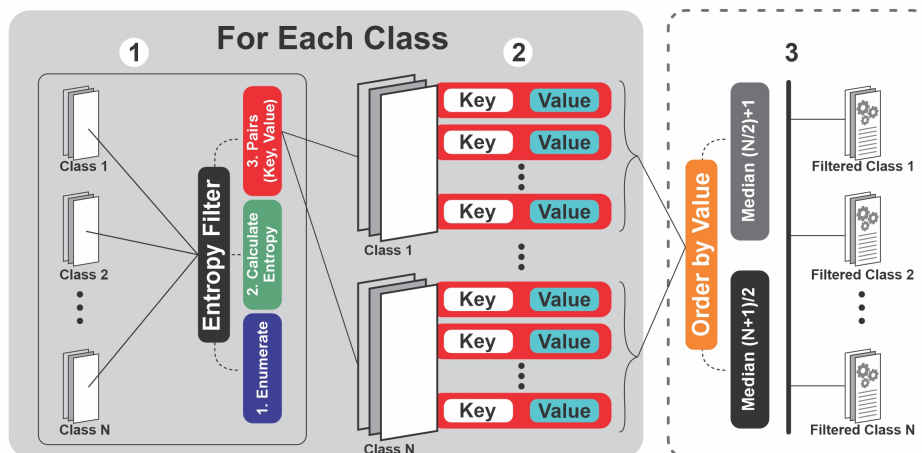 For Each Class
1
2
3
Class 1
Class 2
Class N
Entropy Filter
3. Pairs
(Key, Value)
2. Calculate
Entropy
1. Enumerate
Key Value
Key Value
Key Value
Class 1
Key Value
Key Value
Key Value
Class N
Order by Value
Median (N/2)+1
Median (N+1)/2
Filtered Class 1
Filtered Class 2
Filtered Class N